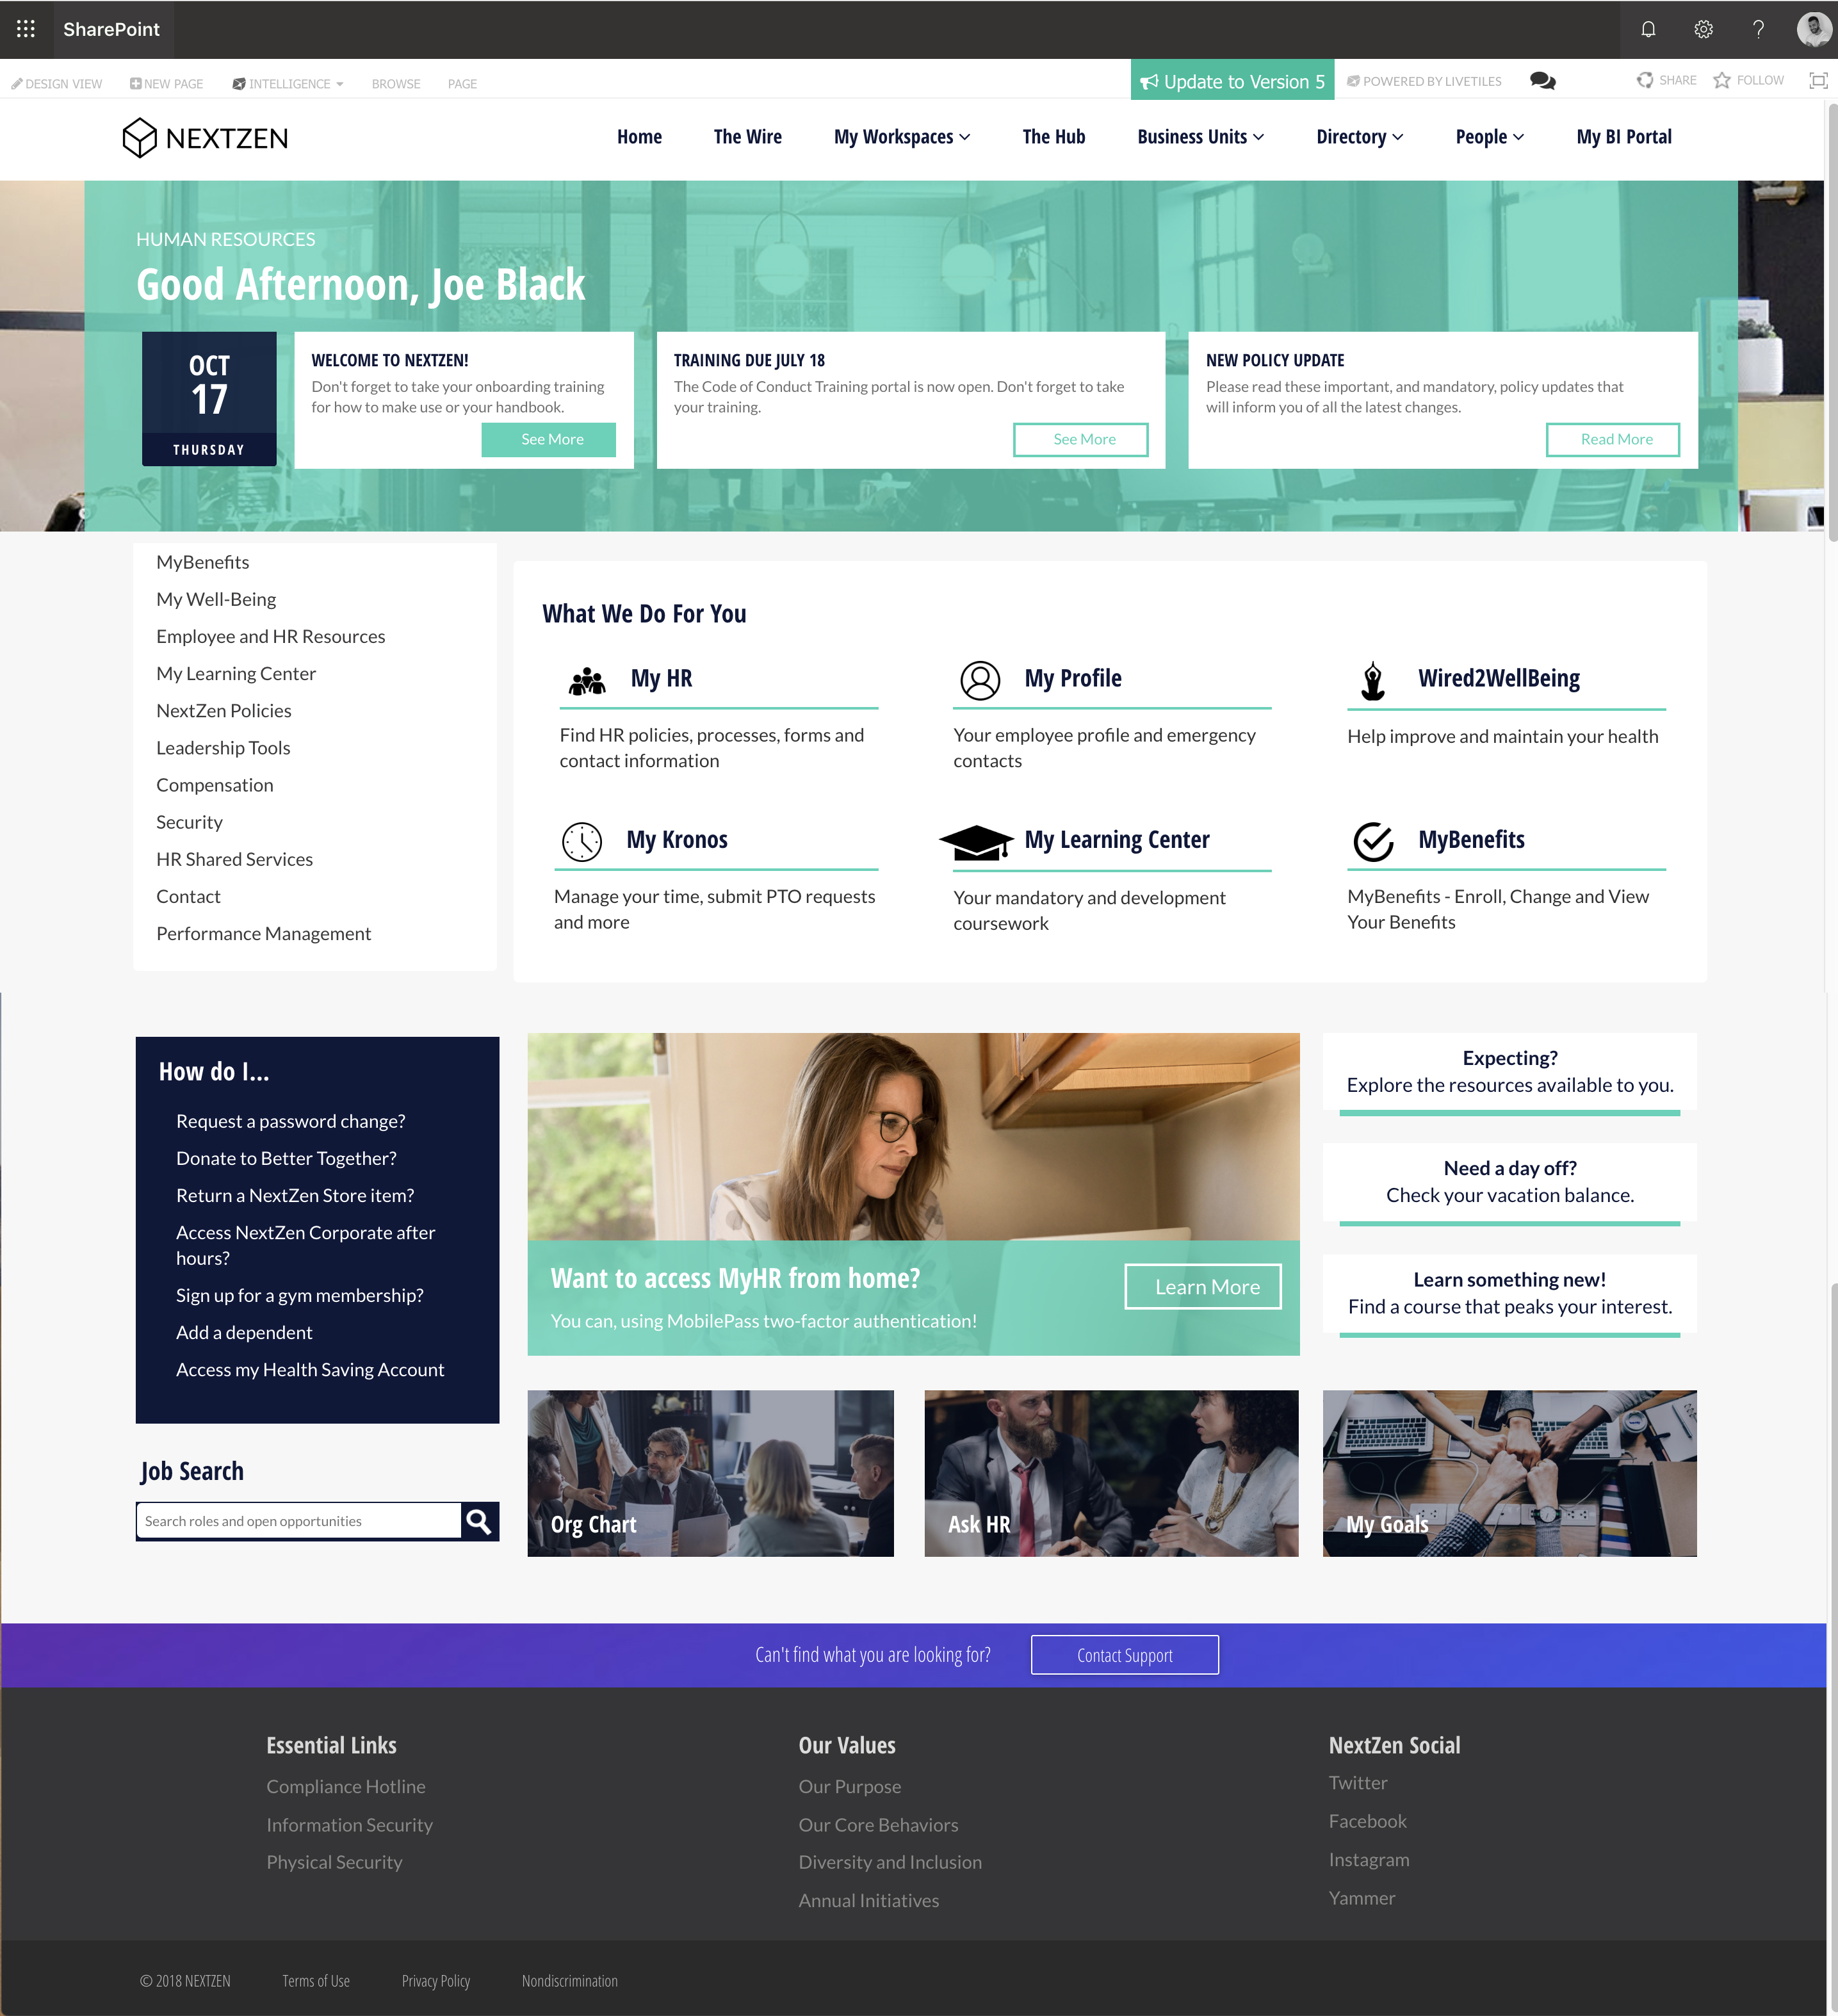 SharePoint
DESIGN VIEW
NEW PAGE
INTELLIGENCE
BROWSE
PAGE
Update to Version 5
POWERED BY LIVETILES
SHARE
FOLLOW
NEXTZEN
Home
The Wire
My Workspaces
The Hub
Business Units
Directory
People
My BI Portal
HUMAN RESOURCES
Good Afternoon, Joe Black
OCT
17
THURSDAY
WELCOME TO NEXTZEN!
Don't forget to take your onboarding training
for how to make use or your handbook.
See More
TRAINING DUE JULY 18
The Code of Conduct Training portal is now open. Don't forget to take
your training.
See More
NEW POLICY UPDATE
Please read these important, and mandatory, policy updates that
will inform you of all the latest changes.
Read More
MyBenefits
My Well-Being
Employee and HR Resources
My Learning Center
NextZen Policies
Leadership Tools
Compensation
Security
HR Shared Services
Contact
Performance Management
What We Do For You
My HR
Find HR policies, processes, forms and
contact information
My Profile
Your employee profile and emergency
contacts
Wired2WellBeing
Help improve and maintain your health
My Kronos
Manage your time, submit PTO requests
and more
My Learning Center
Your mandatory and development
coursework
MyBenefits
MyBenefits - Enroll, Change and View
Your Benefits
How do I...
Request a password change?
Donate to Better Together?
Return a NextZen Store item?
Access NextZen Corporate after
hours?
Sign up for a gym membership?
Add a dependent
Access my Health Saving Account
Want to access MyHR from home?
You can, using MobilePass two-factor authentication!
Learn More
Expecting?
Explore the resources available to you.
Need a day off?
Check your vacation balance.
Learn something new!
Find a course that peaks your interest.
Job Search
Search roles and open opportunities
Org Chart
Ask HR
My Goals
Can't find what you are looking for?
Contact Support
Essential Links
Compliance Hotline
Information Security
Physical Security
Our Values
Our Purpose
Our Core Behaviors
Diversity and Inclusion
Annual Initiatives
NextZen Social
Twitter
Facebook
Instagram
Yammer
© 2018 NEXTZEN
Terms of Use
Privacy Policy
Nondiscrimination